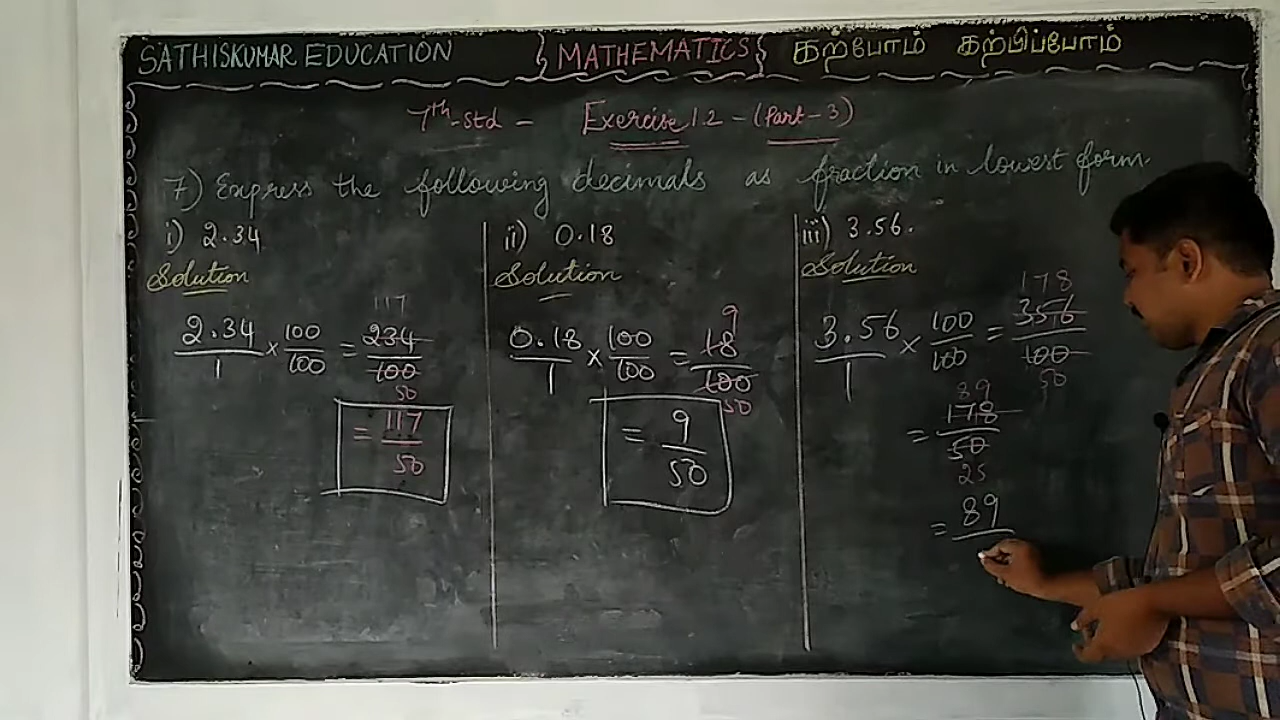 SATHISKUMAR EDUCATION { MATHEMATICS } கற்போம் கற்பிப்போம்
7th-std - Exercise 1.2 - (Part-3)
7) Express the following decimals as fraction in lowest form.
i) 2.34
Solution
117
2.34/1 × 100/100 = 234/100
50
= 117/50
ii) 0.18
Solution
9
0.18/1 × 100/100 = 18/100
50
= 9/50
iii) 3.56.
Solution
178
3.56/1 × 100/100 = 356/100
50
89
= 178/50
25
= 89